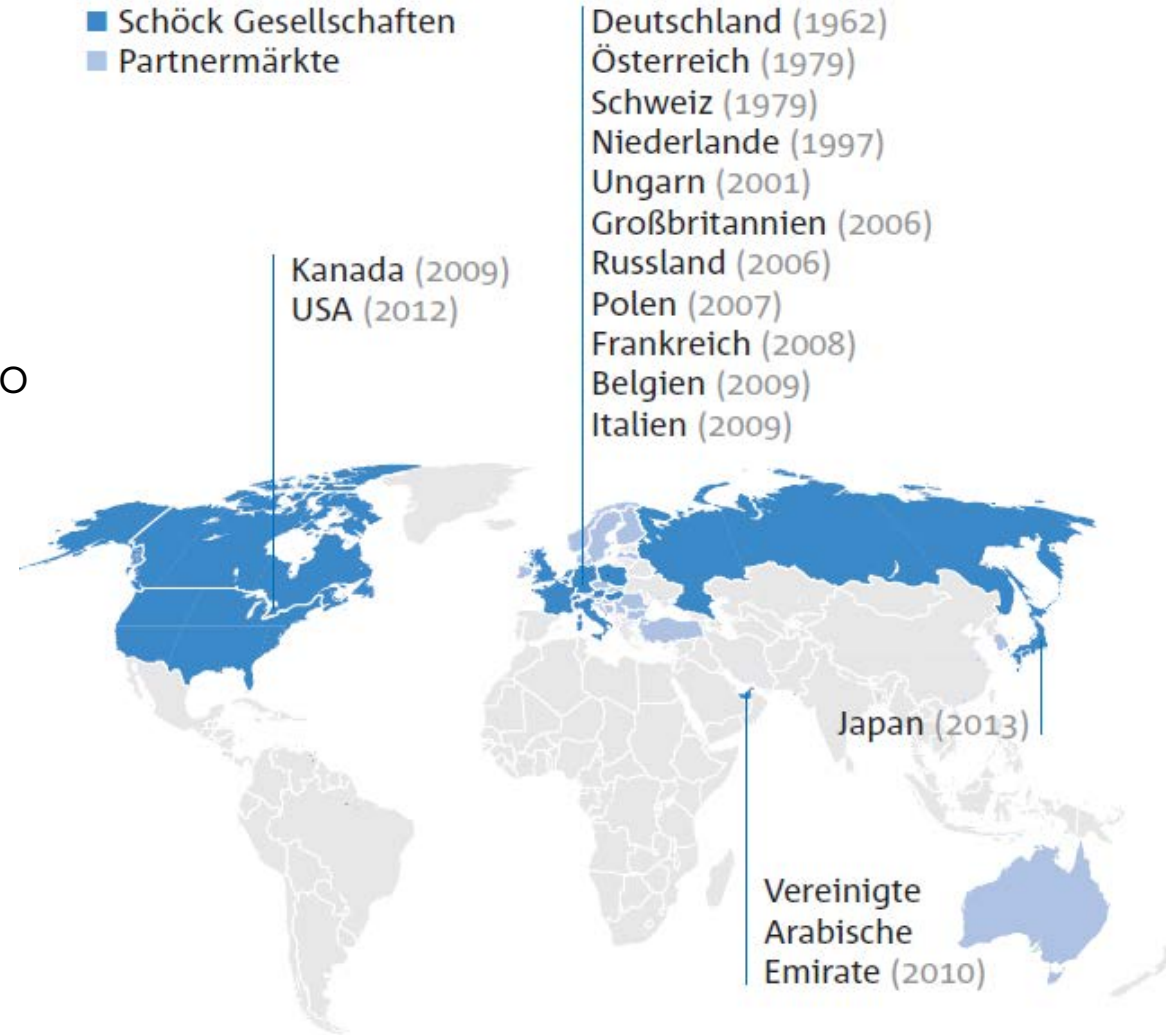 Schöck Gesellschaften
Partnermärkte
Deutschland (1962)
Österreich (1979)
Schweiz (1979)
Niederlande (1997)
Ungarn (2001)
Großbritannien (2006)
Russland (2006)
Polen (2007)
Frankreich (2008)
Belgien (2009)
Italien (2009)
Kanada (2009)
USA (2012)
O
Japan (2013)
Vereinigte
Arabische
Emirate (2010)